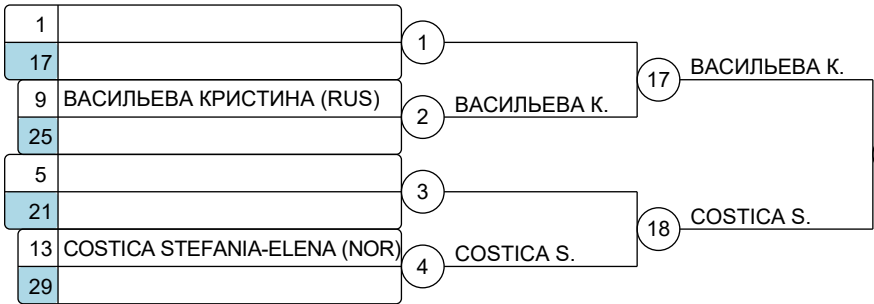 1
1
17
17
ВАСИЛЬЕВА К.
9 ВАСИЛЬЕВА КРИСТИНА (RUS)
2
ВАСИЛЬЕВА К.
25
5
3
21
18
COSTICA S.
13 COSTICA STEFANIA-ELENA (NOR)
4
COSTICA S.
29